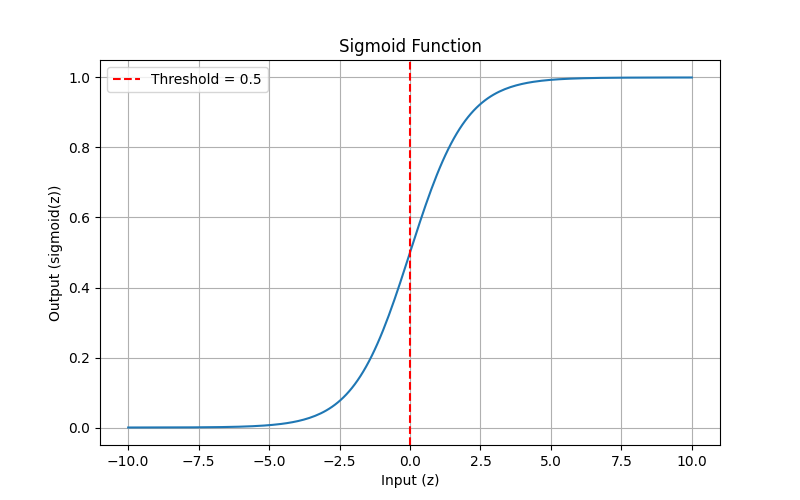 Sigmoid Function
Threshold = 0.5
1.0
0.8
0.6
0.4
0.2
0.0
Output (sigmoid(z))
−10.0 −7.5 −5.0 −2.5 0.0 2.5 5.0 7.5 10.0
Input (z)